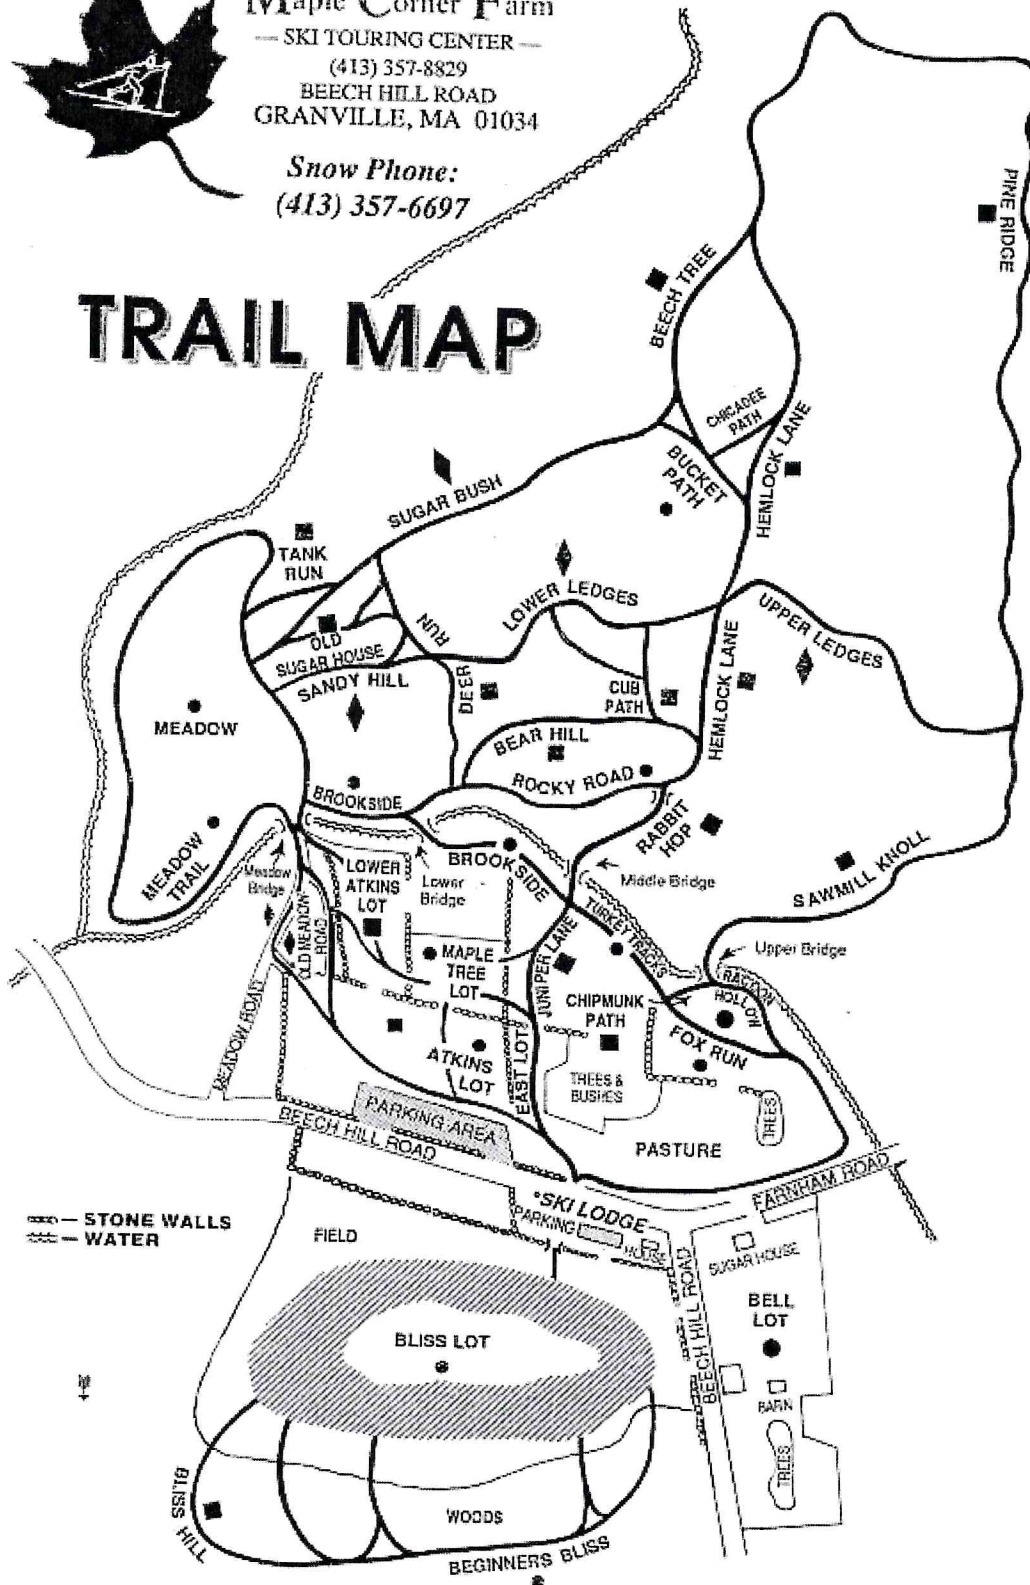 Maple Corner Farm
— SKI TOURING CENTER —
(413) 357-8829
BEECH HILL ROAD
GRANVILLE, MA 01034
Snow Phone:
(413) 357-6697
TRAIL MAP
PINE RIDGE
BEECH TREE
CHICADEE
PATH
HEMLOCK LANE
BUCKET
PATH
SUGAR BUSH
TANK
RUN
LOWER LEDGES
UPPER LEDGES
OLD
SUGAR HOUSE
DEER
RUN
SANDY HILL
CUB
PATH
HEMLOCK LANE
MEADOW
BEAR HILL
ROCKY ROAD
BROOKSIDE
RABBIT
HOP
MEADOW
TRAIL
Meadow
Bridge
LOWER
ATKINS
LOT
Lower
Bridge
BROOKSIDE
Middle Bridge
SAWMILL KNOLL
TURKEY TRACKS
Upper Bridge
OLD MEADOW
ROAD
MAPLE
TREE
LOT
JUNIPER LANE
CHIPMUNK
PATH
RACOON
HOLLOW
FOX RUN
MEADOW ROAD
ATKINS
LOT
EAST LOT
TREES &
BUSHES
TREES
PARKING AREA
BEECH HILL ROAD
PASTURE
FARNHAM ROAD
°SKI LODGE
PARKING
HOUSE
— STONE WALLS
— WATER
FIELD
BEECH HILL ROAD
SUGAR HOUSE
BELL
LOT
BLISS LOT
BARN
TREES
BLISS HILL
WOODS
BEGINNERS BLISS